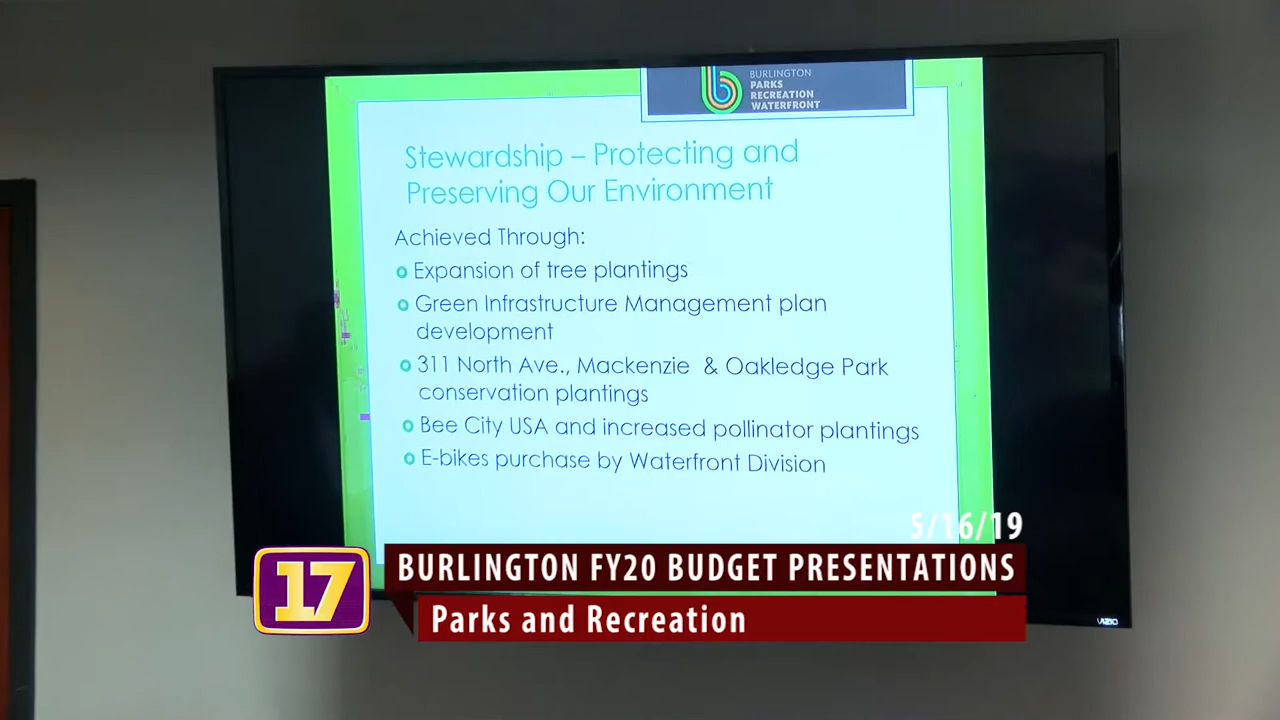 BURLINGTON
PARKS
RECREATION
WATERFRONT
Stewardship – Protecting and
Preserving Our Environment
Achieved Through:
Expansion of tree plantings
Green Infrastructure Management plan
development
311 North Ave., Mackenzie & Oakledge Park
conservation plantings
Bee City USA and increased pollinator plantings
E-bikes purchase by Waterfront Division
5/16/19
17
BURLINGTON FY20 BUDGET PRESENTATIONS
Parks and Recreation
VIZIO